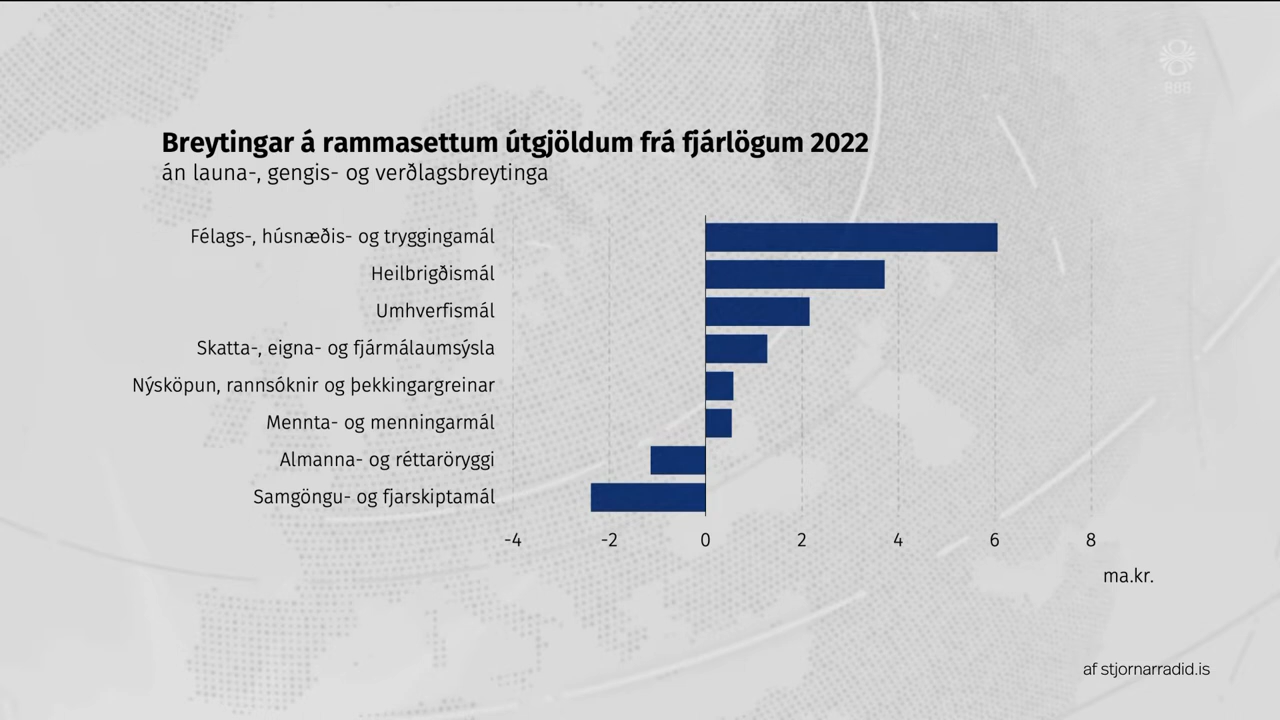 Breytingar á rammasettum útgjöldum frá fjárlögum 2022
án launa-, gengis- og verðlagsbreytinga
Félags-, húsnæðis- og tryggingamál
Heilbrigðismál
Umhverfismál
Skatta-, eigna- og fjármálaumsýsla
Nýsköpun, rannsóknir og þekkingargreinar
Mennta- og menningarmál
Almanna- og réttaröryggi
Samgöngu- og fjarskiptamál
-4 -2 0 2 4 6 8
ma.kr.
af stjornarradid.is